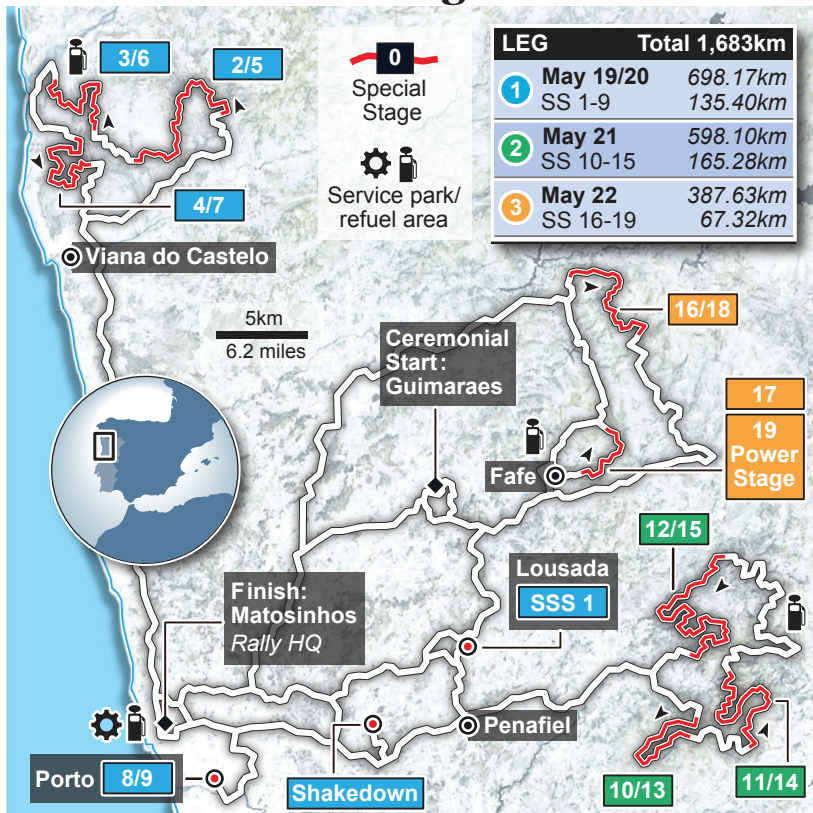 3/6
2/5
0
Special
Stage
Service park/
refuel area
LEG Total 1,683km
1 May 19/20 698.17km
SS 1-9 135.40km
2 May 21 598.10km
SS 10-15 165.28km
3 May 22 387.63km
SS 16-19 67.32km
4/7
Viana do Castelo
5km
6.2 miles
Ceremonial
Start:
Guimaraes
16/18
17
19
Power
Stage
Fafe
12/15
Lousada
SSS 1
Finish:
Matosinhos
Rally HQ
Penafiel
Porto 8/9
Shakedown
10/13
11/14